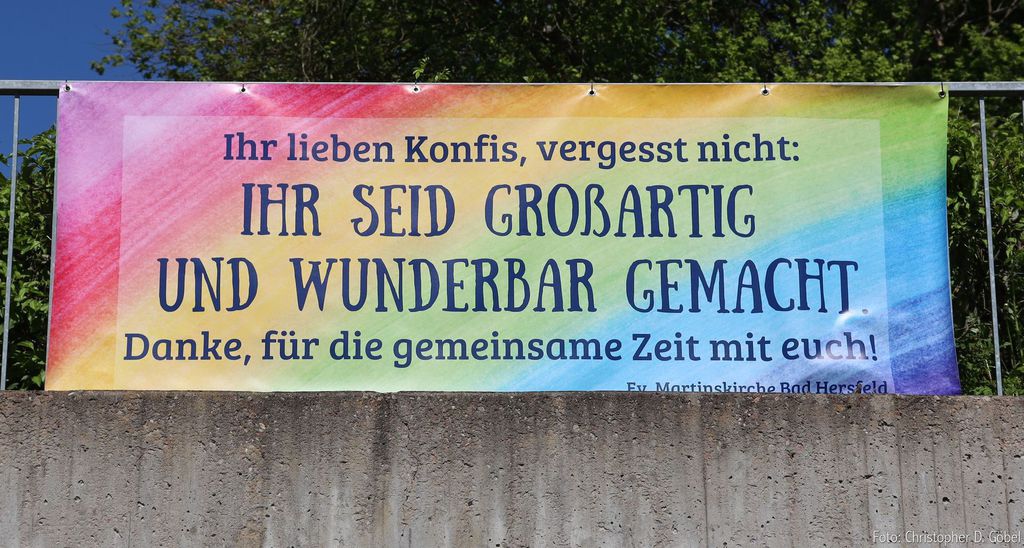 Ihr lieben Konfis, vergesst nicht:
IHR SEID GROßARTIG
UND WUNDERBAR GEMACHT.
Danke, für die gemeinsame Zeit mit euch!
Ev. Martinskirche Bad Hersfeld
Foto: Christopher D. Göbel